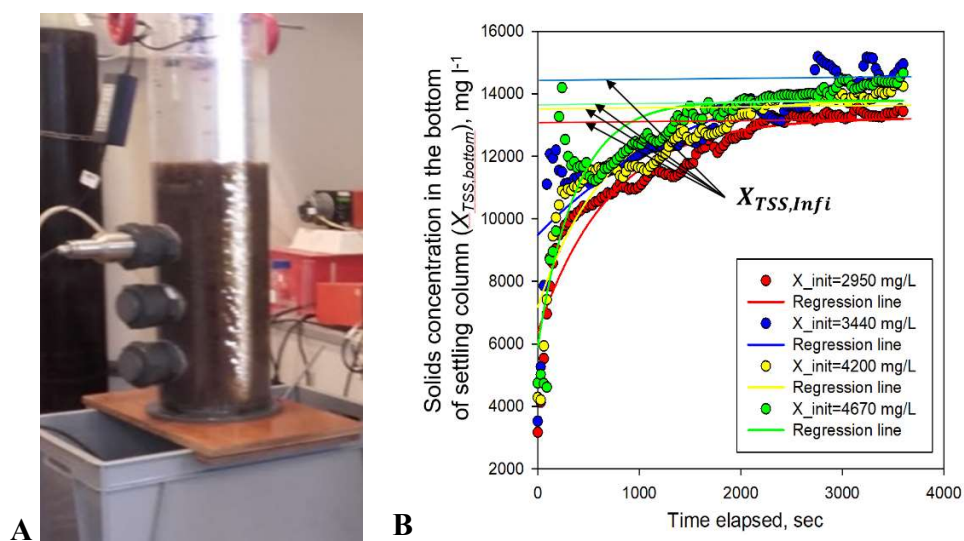 A
B
Solids concentration in the bottom
of settling column (X_TSS,bottom), mg l⁻¹
16000
14000
12000
10000
8000
6000
4000
2000
X_TSS,Infi
X_init=2950 mg/L
Regression line
X_init=3440 mg/L
Regression line
X_init=4200 mg/L
Regression line
X_init=4670 mg/L
Regression line
0 1000 2000 3000 4000
Time elapsed, sec